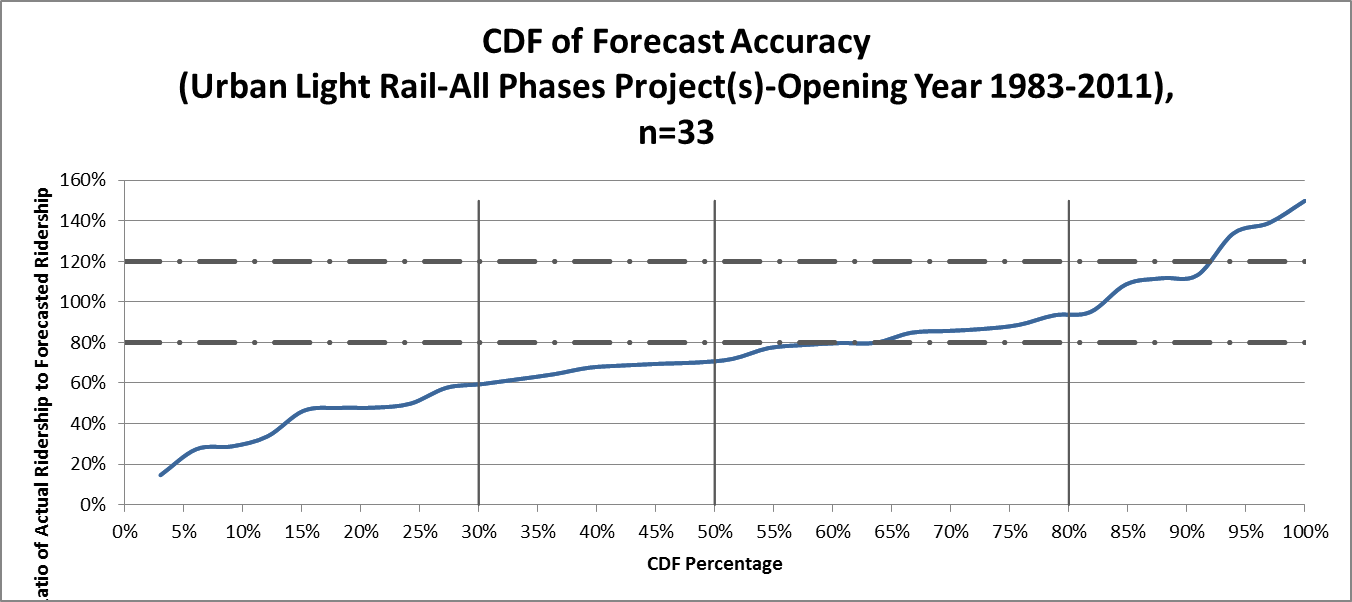 CDF of Forecast Accuracy
(Urban Light Rail-All Phases Project(s)-Opening Year 1983-2011),
n=33
160%
140%
120%
100%
80%
60%
40%
20%
0%
atio of Actual Ridership to Forecasted Ridership
0% 5% 10% 15% 20% 25% 30% 35% 40% 45% 50% 55% 60% 65% 70% 75% 80% 85% 90% 95% 100%
CDF Percentage